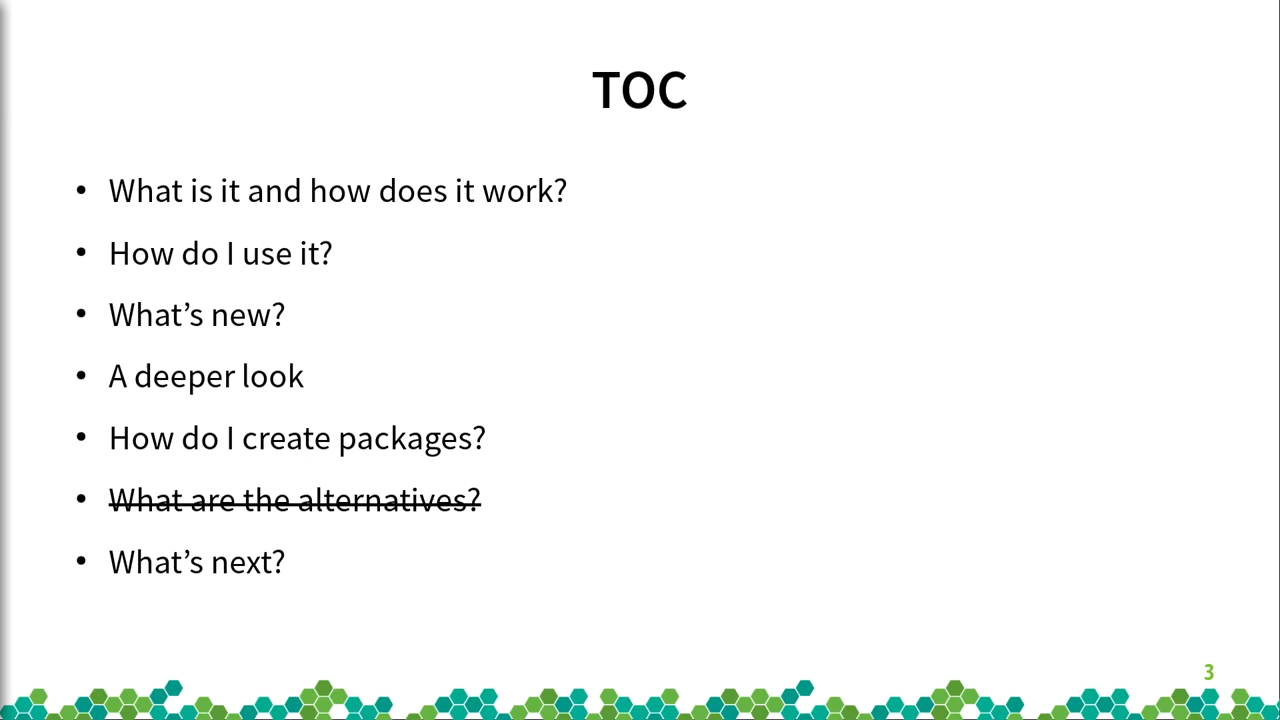 TOC
• What is it and how does it work?
• How do I use it?
• What’s new?
• A deeper look
• How do I create packages?
• What are the alternatives?
• What’s next?
3